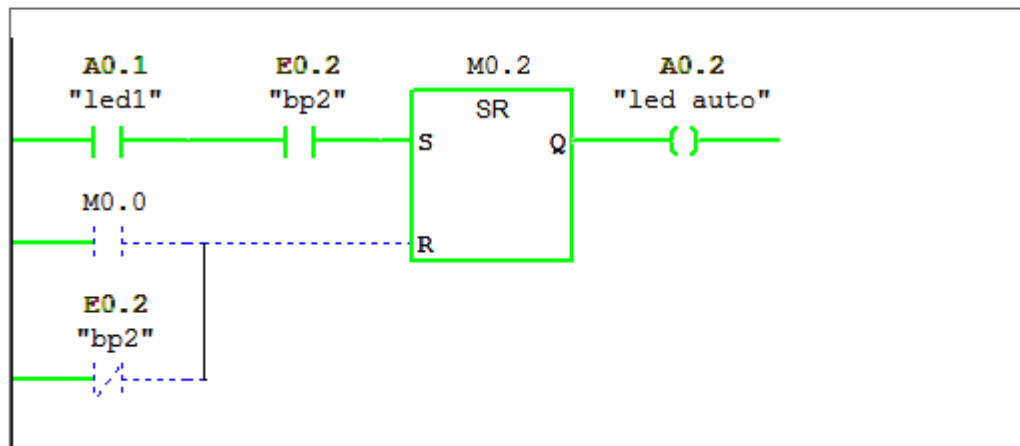 A0.1 E0.2 M0.2 A0.2
"led1" "bp2" SR "led auto"
S Q
M0.0
R
E0.2
"bp2"